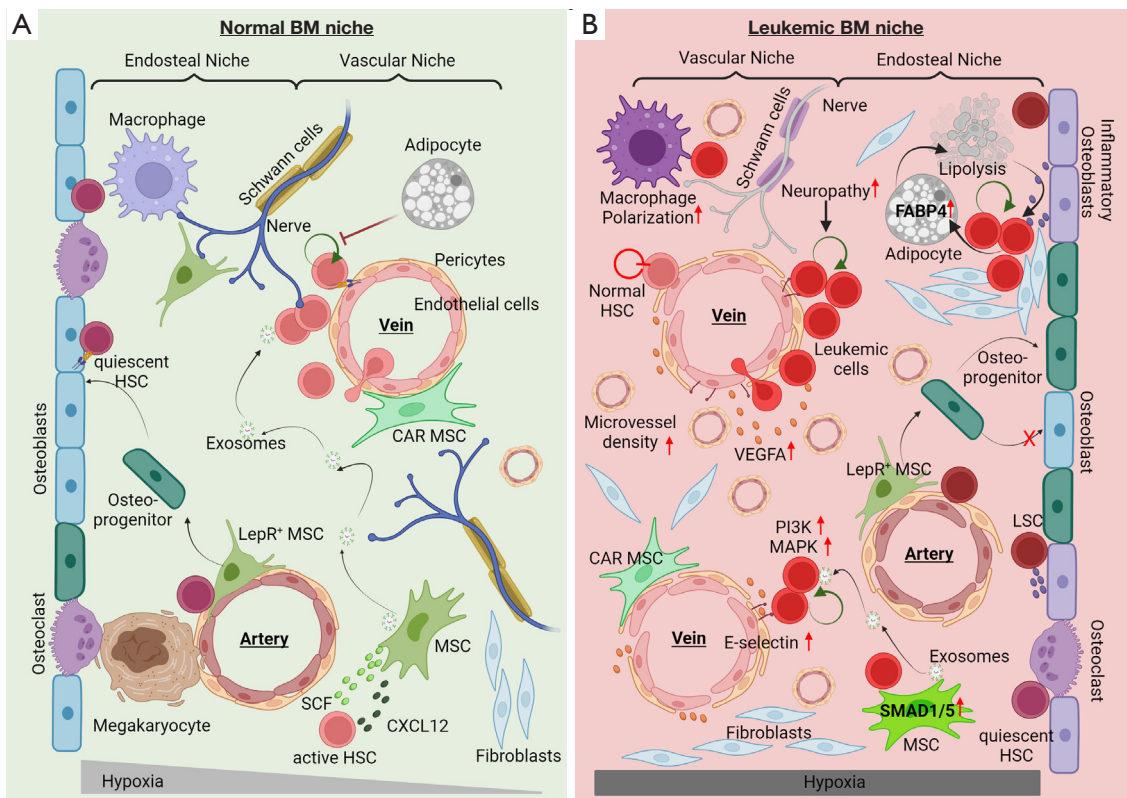 A
Normal BM niche
Endosteal Niche
Vascular Niche
Macrophage
Schwann cells
Adipocyte
Nerve
Pericytes
Endothelial cells
Vein
quiescent
HSC
Osteoblasts
Exosomes
CAR MSC
Osteo-
progenitor
LepR+ MSC
Artery
MSC
Osteoclast
SCF
CXCL12
Megakaryocyte
active HSC
Fibroblasts
Hypoxia
B
Leukemic BM niche
Vascular Niche
Endosteal Niche
Nerve
Schwann cells
Inflammatory
Osteoblasts
Lipolysis
Macrophage
Polarization
Neuropathy
FABP4
Adipocyte
Normal
HSC
Vein
Leukemic
cells
Osteo-
progenitor
Microvessel
density
VEGFA
Osteoblast
LepR+ MSC
PI3K
MAPK
LSC
CAR MSC
Artery
Vein
E-selectin
Exosomes
Osteoclast
SMAD1/5
MSC
Fibroblasts
quiescent
HSC
Hypoxia